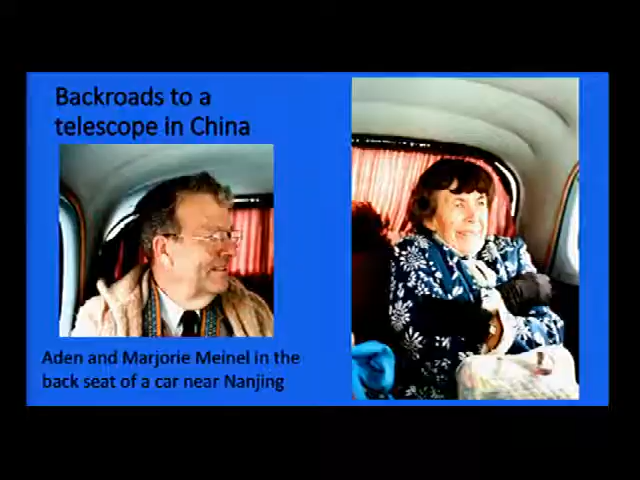 Backroads to a
telescope in China
Aden and Marjorie Meinel in the
back seat of a car near Nanjing